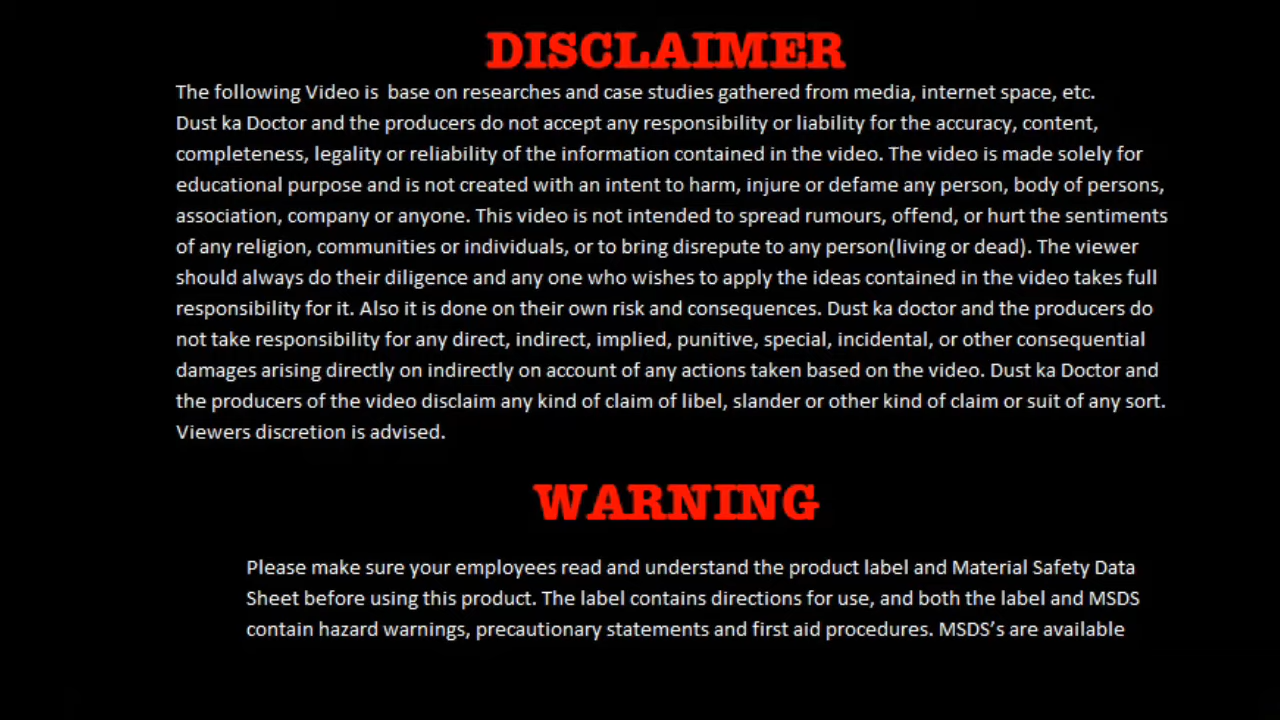 DISCLAIMER
The following Video is base on researches and case studies gathered from media, internet space, etc.
Dust ka Doctor and the producers do not accept any responsibility or liability for the accuracy, content,
completeness, legality or reliability of the information contained in the video. The video is made solely for
educational purpose and is not created with an intent to harm, injure or defame any person, body of persons,
association, company or anyone. This video is not intended to spread rumours, offend, or hurt the sentiments
of any religion, communities or individuals, or to bring disrepute to any person(living or dead). The viewer
should always do their diligence and any one who wishes to apply the ideas contained in the video takes full
responsibility for it. Also it is done on their own risk and consequences. Dust ka doctor and the producers do
not take responsibility for any direct, indirect, implied, punitive, special, incidental, or other consequential
damages arising directly on indirectly on account of any actions taken based on the video. Dust ka Doctor and
the producers of the video disclaim any kind of claim of libel, slander or other kind of claim or suit of any sort.
Viewers discretion is advised.
WARNING
Please make sure your employees read and understand the product label and Material Safety Data
Sheet before using this product. The label contains directions for use, and both the label and MSDS
contain hazard warnings, precautionary statements and first aid procedures. MSDS’s are available